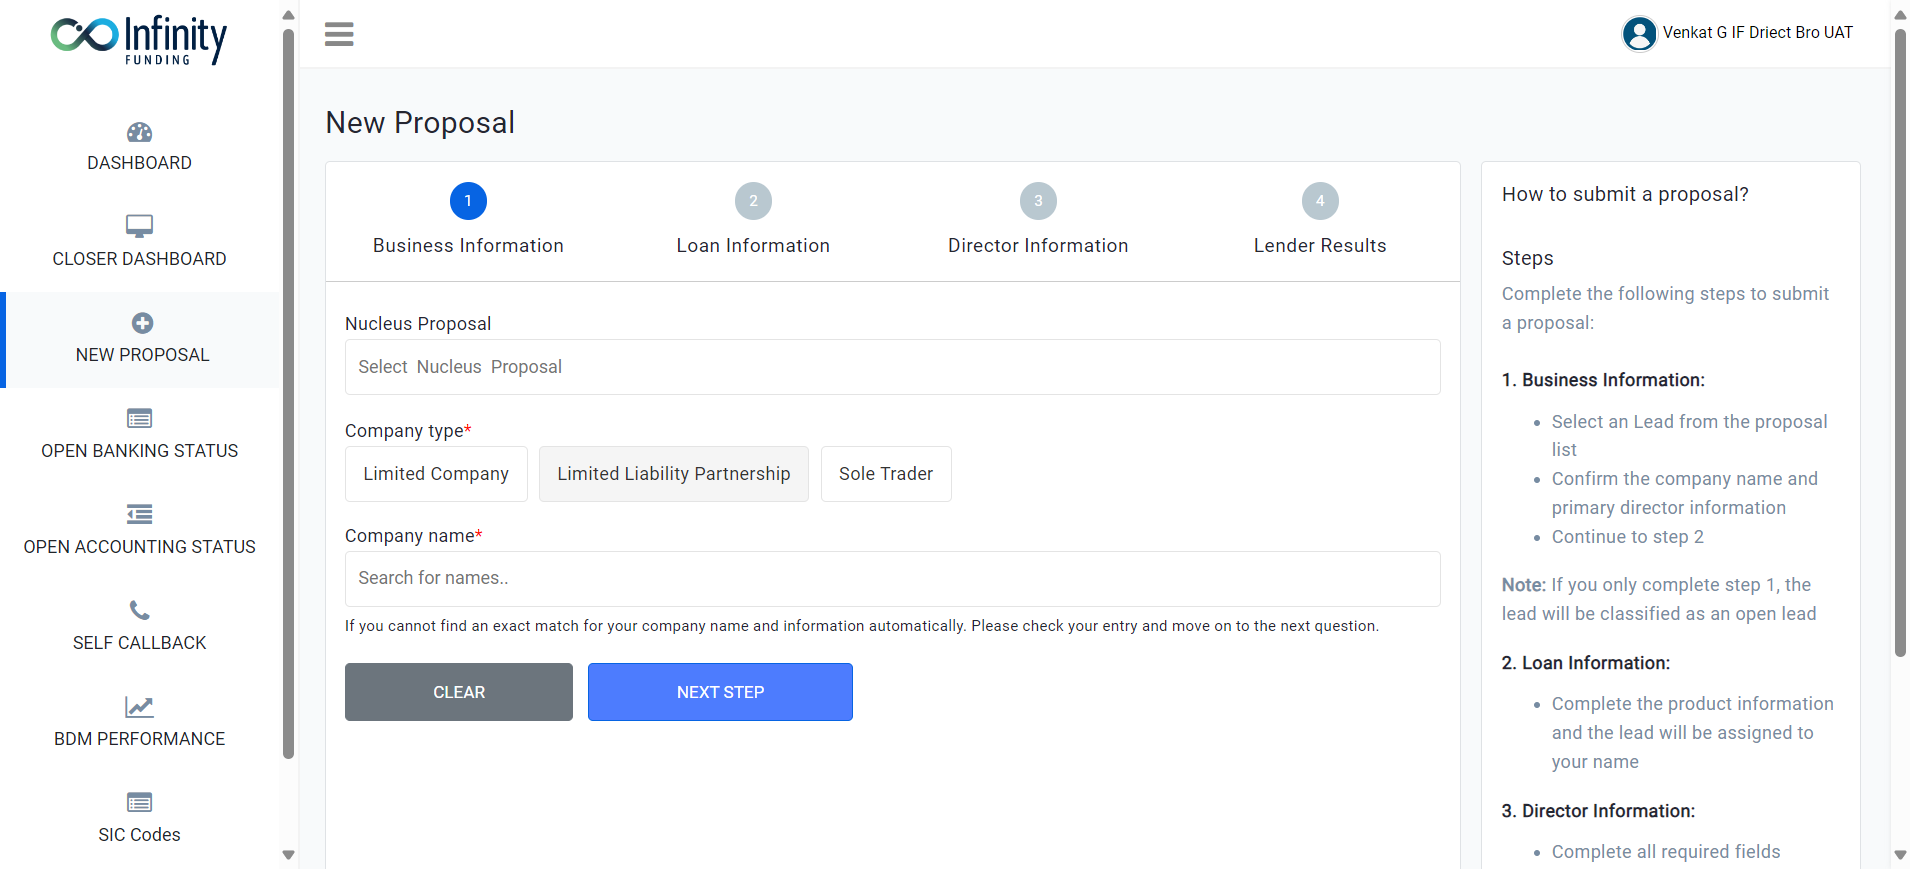 Infinity
FUNDING
DASHBOARD
CLOSER DASHBOARD
NEW PROPOSAL
OPEN BANKING STATUS
OPEN ACCOUNTING STATUS
SELF CALLBACK
BDM PERFORMANCE
SIC Codes
Venkat G IF Driect Bro UAT
New Proposal
1
Business Information
2
Loan Information
3
Director Information
4
Lender Results
Nucleus Proposal
Select Nucleus Proposal
Company type*
Limited Company
Limited Liability Partnership
Sole Trader
Company name*
Search for names..
If you cannot find an exact match for your company name and information automatically. Please check your entry and move on to the next question.
CLEAR
NEXT STEP
How to submit a proposal?
Steps
Complete the following steps to submit
a proposal:
1. Business Information:
• Select an Lead from the proposal
list
• Confirm the company name and
primary director information
• Continue to step 2
Note: If you only complete step 1, the
lead will be classified as an open lead
2. Loan Information:
• Complete the product information
and the lead will be assigned to
your name
3. Director Information:
• Complete all required fields